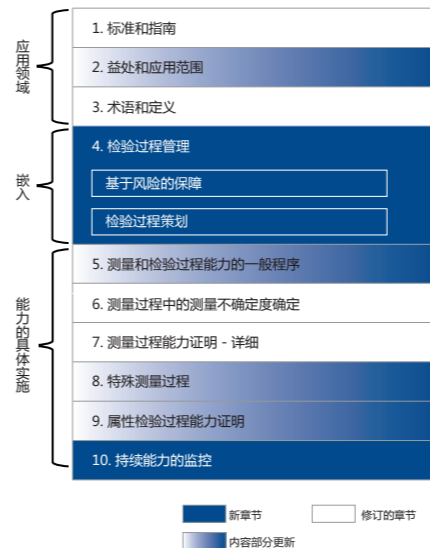 应用领域
1. 标准和指南
2. 益处和应用范围
3. 术语和定义
嵌入
4. 检验过程管理
基于风险的保障
检验过程策划
能力的具体实施
5. 测量和检验过程能力的一般程序
6. 测量过程中的测量不确定度确定
7. 测量过程能力证明 - 详细
8. 特殊测量过程
9. 属性检验过程能力证明
10. 持续能力的监控
新章节
修订的章节
内容部分更新